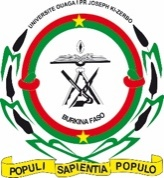 UNIVERSITE OUAGA I PR JOSEPH KI-ZERBO
BURKINA FASO
POPULI SAPIENTIA POPULO